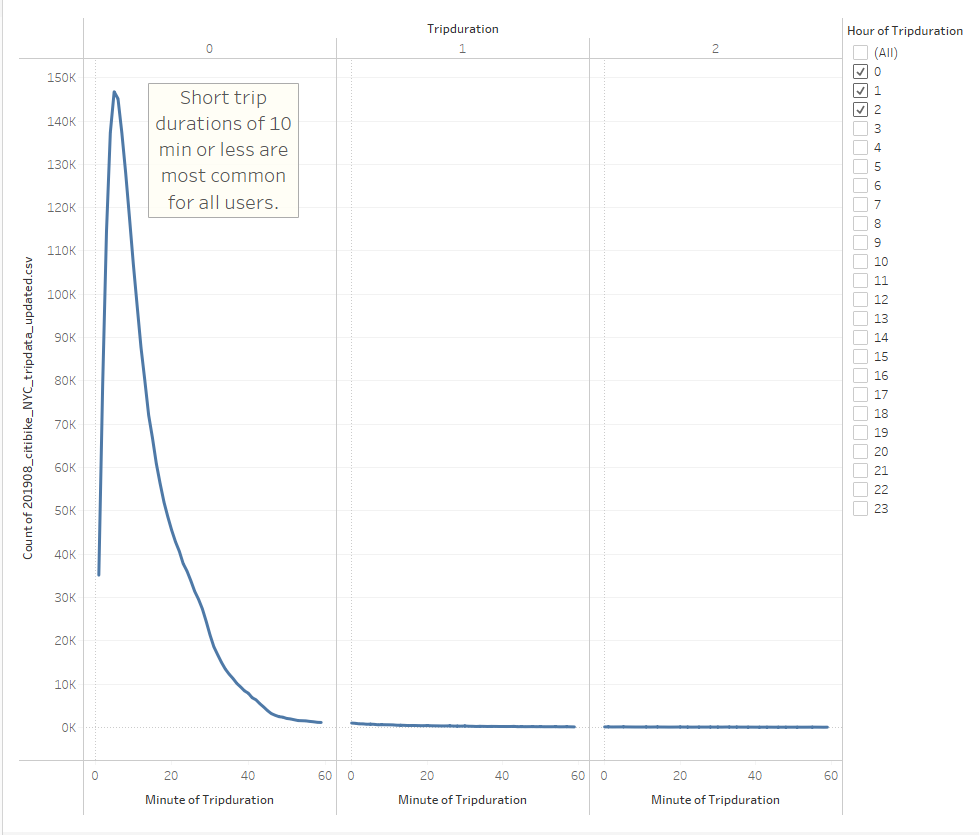 Tripduration
0
1
2
Count of 201908_citibike_NYC_tripdata_updated.csv
150K
140K
130K
120K
110K
100K
90K
80K
70K
60K
50K
40K
30K
20K
10K
0K
Short trip
durations of 10
min or less are
most common
for all users.
0 20 40 60
0 20 40 60
0 20 40 60
Minute of Tripduration
Minute of Tripduration
Minute of Tripduration
Hour of Tripduration
(All)
0
1
2
3
4
5
6
7
8
9
10
11
12
13
14
15
16
17
18
19
20
21
22
23